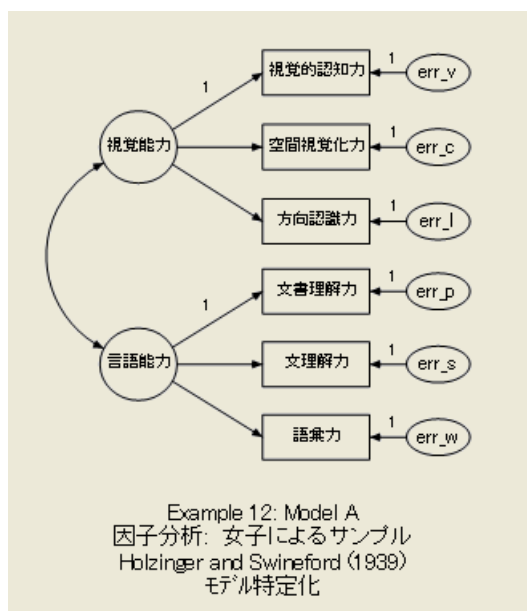 視覚的認知力
1
err_v
1
視覚能力
空間視覚化力
1
err_c
方向認識力
1
err_l
文書理解力
1
err_p
1
言語能力
文理解力
1
err_s
語彙力
1
err_w
Example 12: Model A
因子分析: 女子によるサンプル
Holzinger and Swineford (1939)
モデル特定化